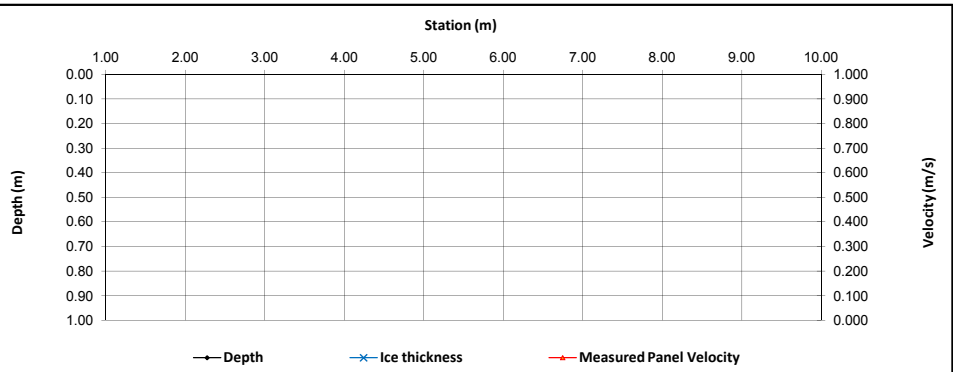 Station (m)
1.00 2.00 3.00 4.00 5.00 6.00 7.00 8.00 9.00 10.00
0.00 1.000
0.10 0.900
0.20 0.800
0.30 0.700
0.40 0.600
0.50 0.500
0.60 0.400
0.70 0.300
0.80 0.200
0.90 0.100
1.00 0.000
Depth (m)
Velocity (m/s)
Depth Ice thickness Measured Panel Velocity